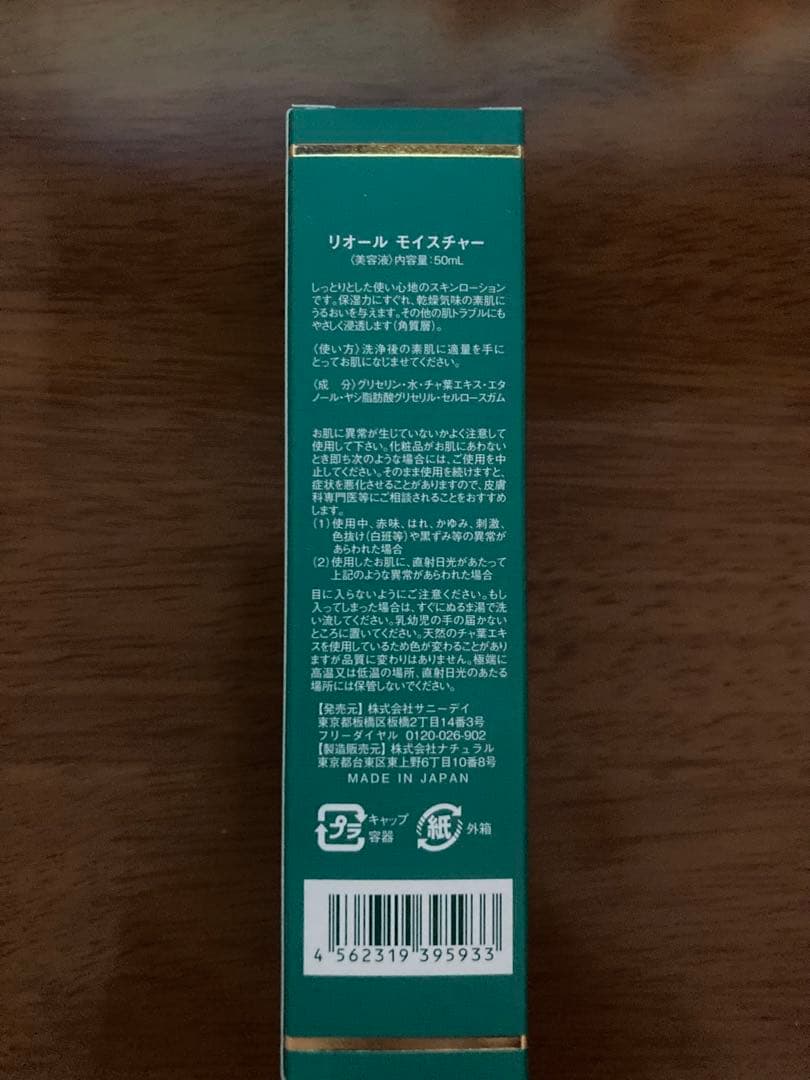 リオール モイスチャー
〈美容液〉内容量：50mL
しっとりとした使い心地のスキンローション
です。保湿力にすぐれ、乾燥気味の素肌に
うるおいを与えます。その他の肌トラブルにも
やさしく浸透します（角質層）。
〈使い方〉洗浄後の素肌に適量を手に
とってお肌になじませてください。
〈成　分〉グリセリン・水・チャ葉エキス・エタ
ノール・ヤシ脂肪酸グリセリル・セルロースガム
お肌に異常が生じていないかよく注意して
使用して下さい。化粧品がお肌にあわない
とき即ち次のような場合には、ご使用を中
止してください。そのまま使用を続けますと、
症状を悪化させることがありますので、皮膚
科専門医等にご相談されることをおすすめ
します。
（1）使用中、赤味、はれ、かゆみ、刺激、
色抜け（白斑等）や黒ずみ等の異常が
あらわれた場合
（2）使用したお肌に、直射日光があたって
上記のような異常があらわれた場合
目に入らないようにご注意ください。もし
入ってしまった場合は、すぐにぬるま湯で洗
い流してください。乳幼児の手の届かない
ところに置いてください。天然のチャ葉エキ
スを使用しているため色が変わることがあり
ますが品質に変わりはありません。極端に
高温又は低温の場所、直射日光のあたる
場所には保管しないでください。
【発売元】株式会社サニーデイ
東京都板橋区板橋2丁目14番3号
フリーダイヤル 0120-026-902
【製造販売元】株式会社ナチュラル
東京都台東区東上野6丁目10番8号
MADE IN JAPAN
プラ キャップ 容器
紙 外箱
4 562319 395933